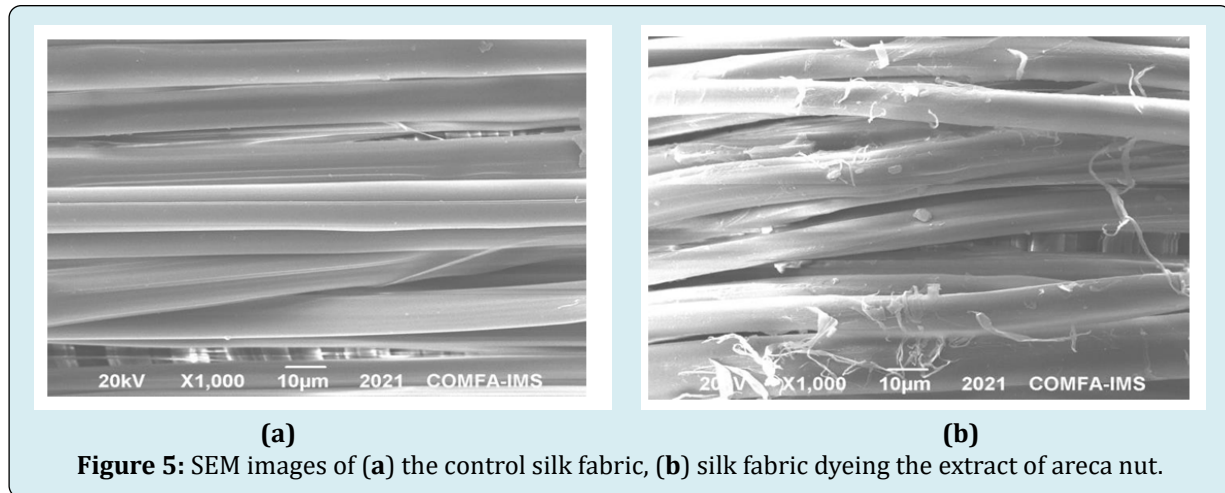 20kV X1,000 10µm 2021 COMFA-IMS
20kV X1,000 10µm 2021 COMFA-IMS
(a) (b)
Figure 5: SEM images of (a) the control silk fabric, (b) silk fabric dyeing the extract of areca nut.